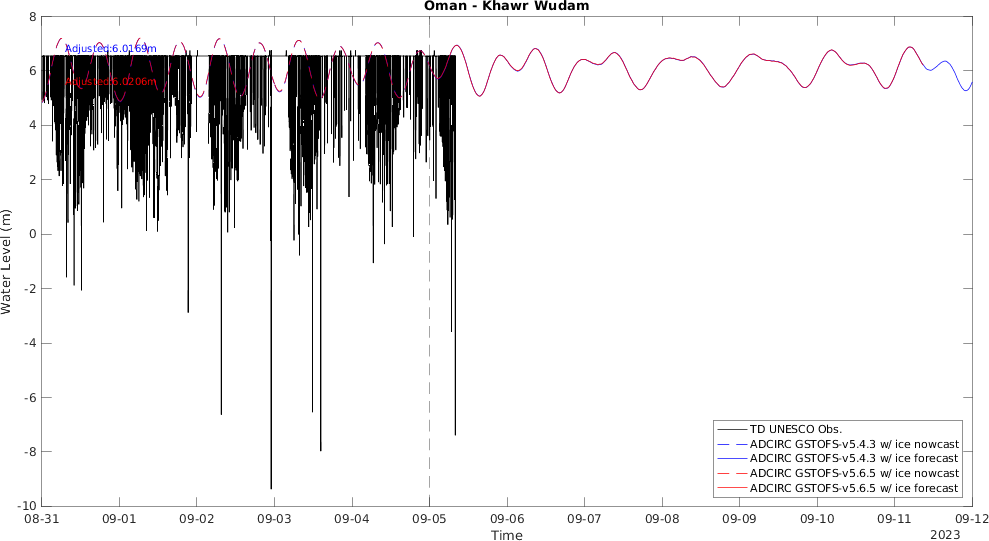 Oman - Khawr Wudam
8
6
4
2
0
-2
-4
-6
-8
-10
Water Level (m)
Adjusted:6.0169m
Adjusted:6.0206m
TD UNESCO Obs.
ADCIRC GSTOFS-v5.4.3 w/ ice nowcast
ADCIRC GSTOFS-v5.4.3 w/ ice forecast
ADCIRC GSTOFS-v5.6.5 w/ ice nowcast
ADCIRC GSTOFS-v5.6.5 w/ ice forecast
08-31 09-01 09-02 09-03 09-04 09-05 09-06 09-07 09-08 09-09 09-10 09-11 09-12
Time
2023